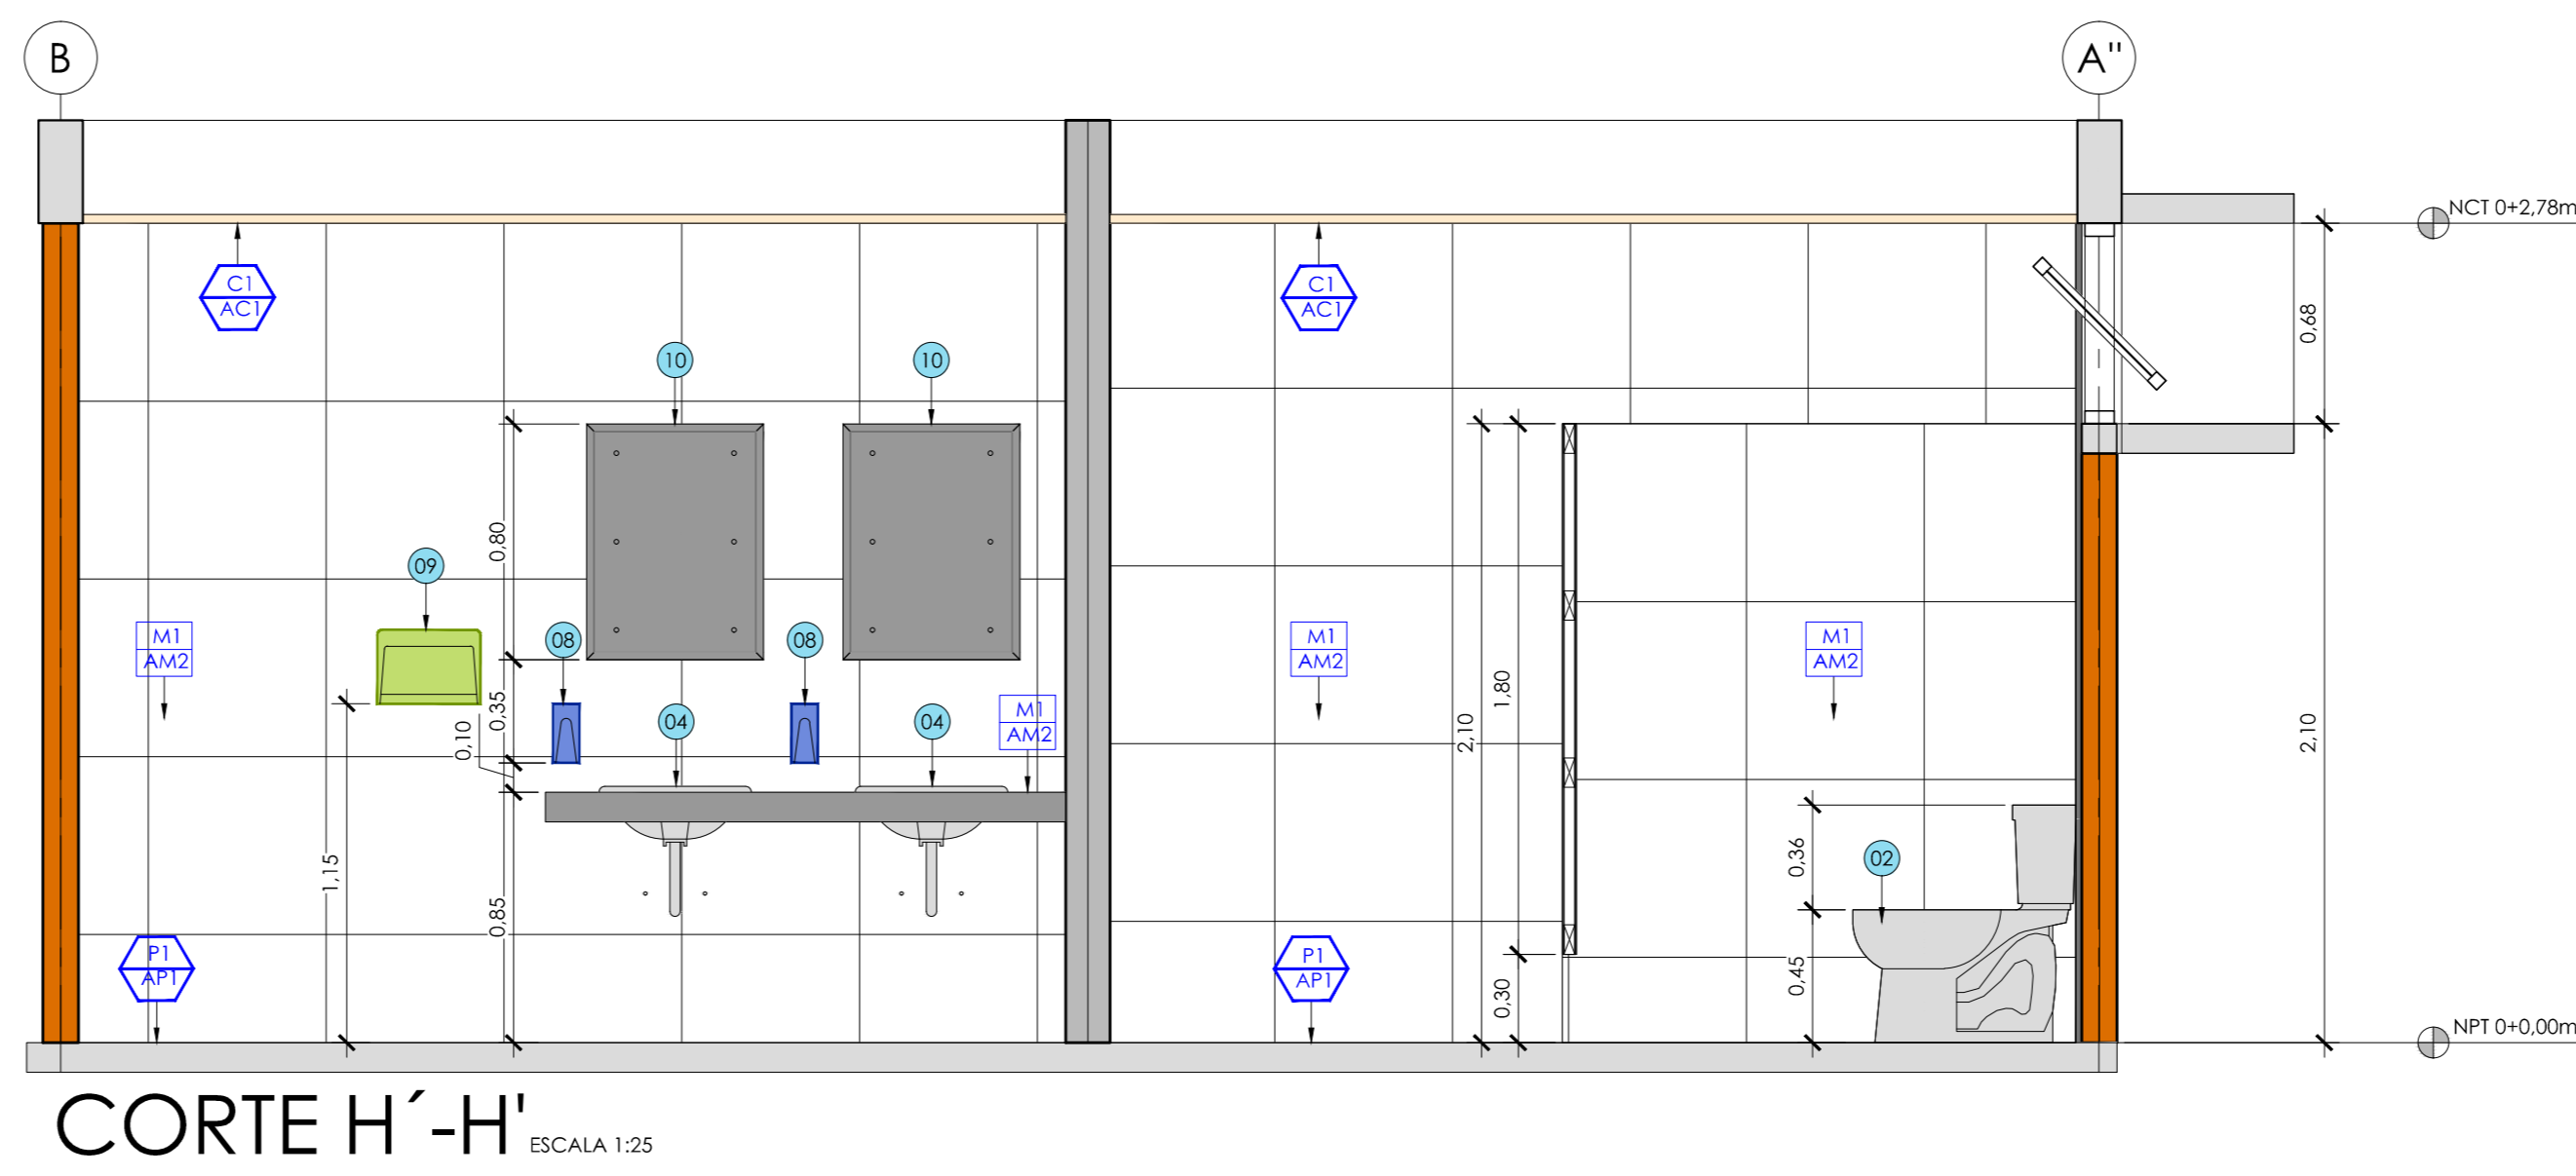 B
A"
NCT 0+2,78m
C1
AC1
C1
AC1
0,68
10
10
0,80
09
08
08
M1
AM2
M1
AM2
M1
AM2
1,80
0,35
04
04
M1
AM2
0,10
2,10
2,10
1,15
0,85
0,36
02
P1
AP1
P1
AP1
0,30
0,45
NPT 0+0,00m
CORTE H´-H' ESCALA 1:25